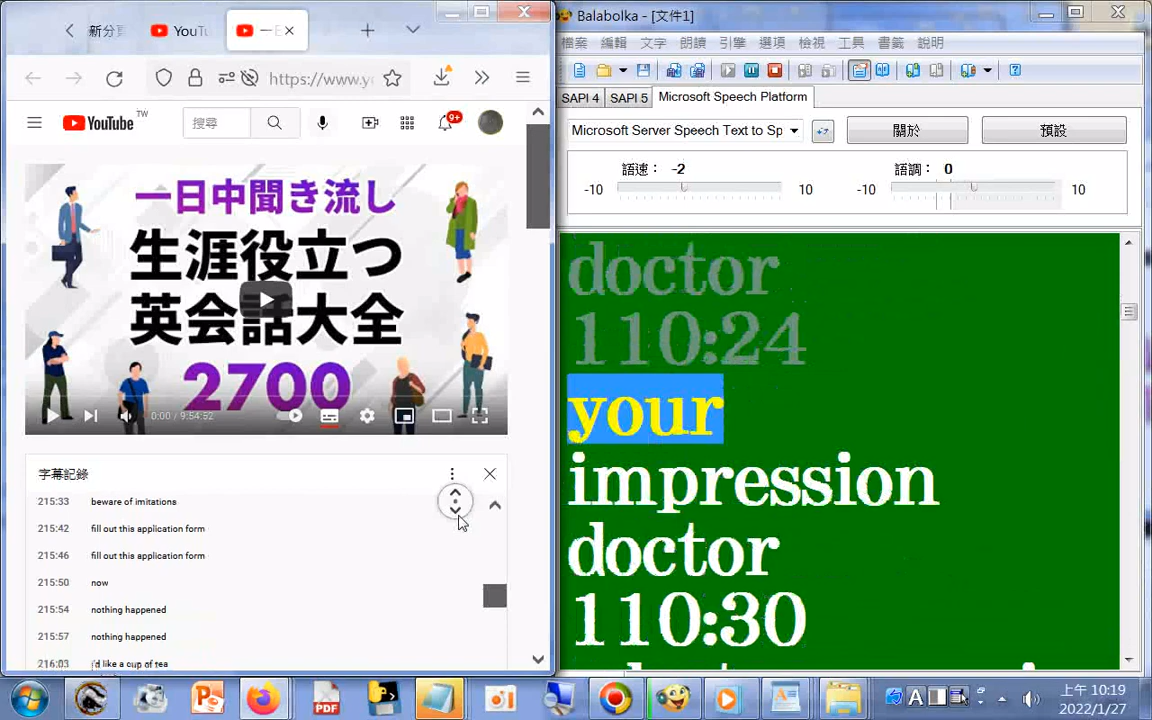 YouTu
一E
https://www.y
YouTube TW
搜尋
9+
一日中聞き流し
生涯役立つ
英会話大全
2700
0:00 / 9:54:52
字幕記錄
215:33 beware of imitations
215:42 fill out this application form
215:46 fill out this application form
215:50 now
215:54 nothing happened
215:57 nothing happened
216:03 i'd like a cup of tea
Balabolka - [文件1]
檔案 編輯 文字 朗讀 引擎 選項 檢視 工具 書籤 說明
SAPI 4 SAPI 5 Microsoft Speech Platform
Microsoft Server Speech Text to Sp
關於 預設
語速： -2 語調： 0
-10 10 -10 10
doctor
110:24
your
impression
doctor
110:30
PDF
A
上午 10:19
2022/1/27